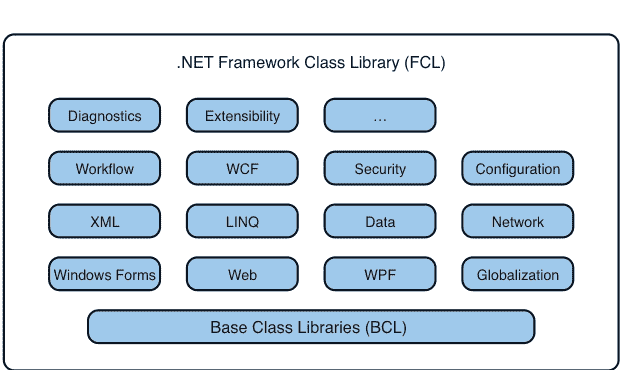 .NET Framework Class Library (FCL)
Diagnostics
Extensibility
...
Workflow
WCF
Security
Configuration
XML
LINQ
Data
Network
Windows Forms
Web
WPF
Globalization
Base Class Libraries (BCL)